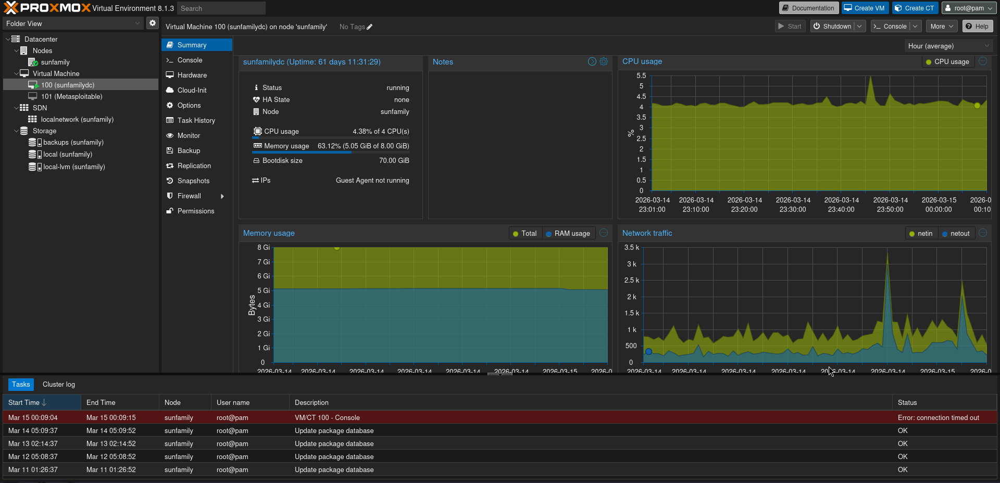 PROXMOX Virtual Environment 8.1.3 Search Documentation Create VM Create CT root@pam
Folder View
Virtual Machine 100 (sunfamilydc) on node 'sunfamily' No Tags Start Shutdown Console More Help
Datacenter
Nodes
sunfamily
Virtual Machine
100 (sunfamilydc)
101 (Metasploitable)
SDN
localnetwork (sunfamily)
Storage
backups (sunfamily)
local (sunfamily)
local-lvm (sunfamily)
Summary
Console
Hardware
Cloud-Init
Options
Task History
Monitor
Backup
Replication
Snapshots
Firewall
Permissions
Hour (average)
sunfamilydc (Uptime: 61 days 11:31:29)
Status running
HA State none
Node sunfamily
CPU usage 4.38% of 4 CPU(s)
Memory usage 63.12% (5.05 GiB of 8.00 GiB)
Bootdisk size 70.00 GiB
IPs Guest Agent not running
Notes
CPU usage CPU usage
5.5
5
4.5
4
3.5
3
2.5
2
1.5
1
0.5
0
%
2026-03-14 2026-03-14 2026-03-14 2026-03-14 2026-03-14 2026-03-14 2026-03-15 2026-0
23:01:00 23:10:00 23:20:00 23:30:00 23:40:00 23:50:00 00:00:00 00:10
Memory usage Total RAM usage
8 Gi
7 Gi
6 Gi
5 Gi
4 Gi
3 Gi
2 Gi
1 Gi
0
Bytes
2026-03-14 2026-03-14 2026-03-14 2026-03-14 2026-03-14 2026-03-14 2026-03-15 2026-0
Network traffic netin netout
3.5 k
3 k
2.5 k
2 k
1.5 k
1 k
500
0
2026-03-14 2026-03-14 2026-03-14 2026-03-14 2026-03-14 2026-03-14 2026-03-15 2026-0
Tasks Cluster log
Start Time End Time Node User name Description Status
Mar 15 00:09:04 Mar 15 00:09:15 sunfamily root@pam VM/CT 100 - Console Error: connection timed out
Mar 14 05:09:37 Mar 14 05:09:52 sunfamily root@pam Update package database OK
Mar 13 02:14:37 Mar 13 02:14:52 sunfamily root@pam Update package database OK
Mar 12 05:08:37 Mar 12 05:08:52 sunfamily root@pam Update package database OK
Mar 11 01:26:37 Mar 11 01:26:52 sunfamily root@pam Update package database OK